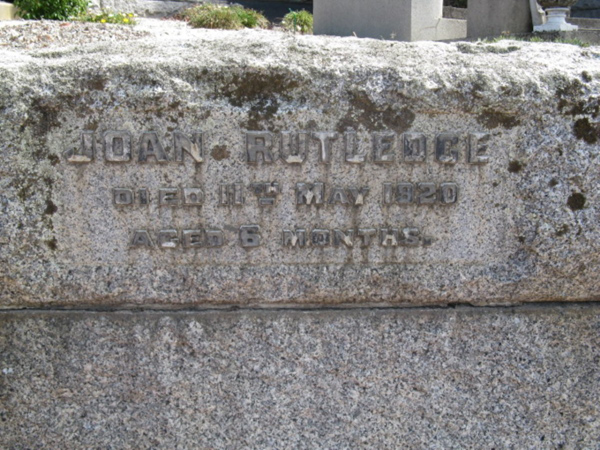 JOAN RUTLEDGE
DIED 11TH MAY 1920
AGED 6 MONTHS.